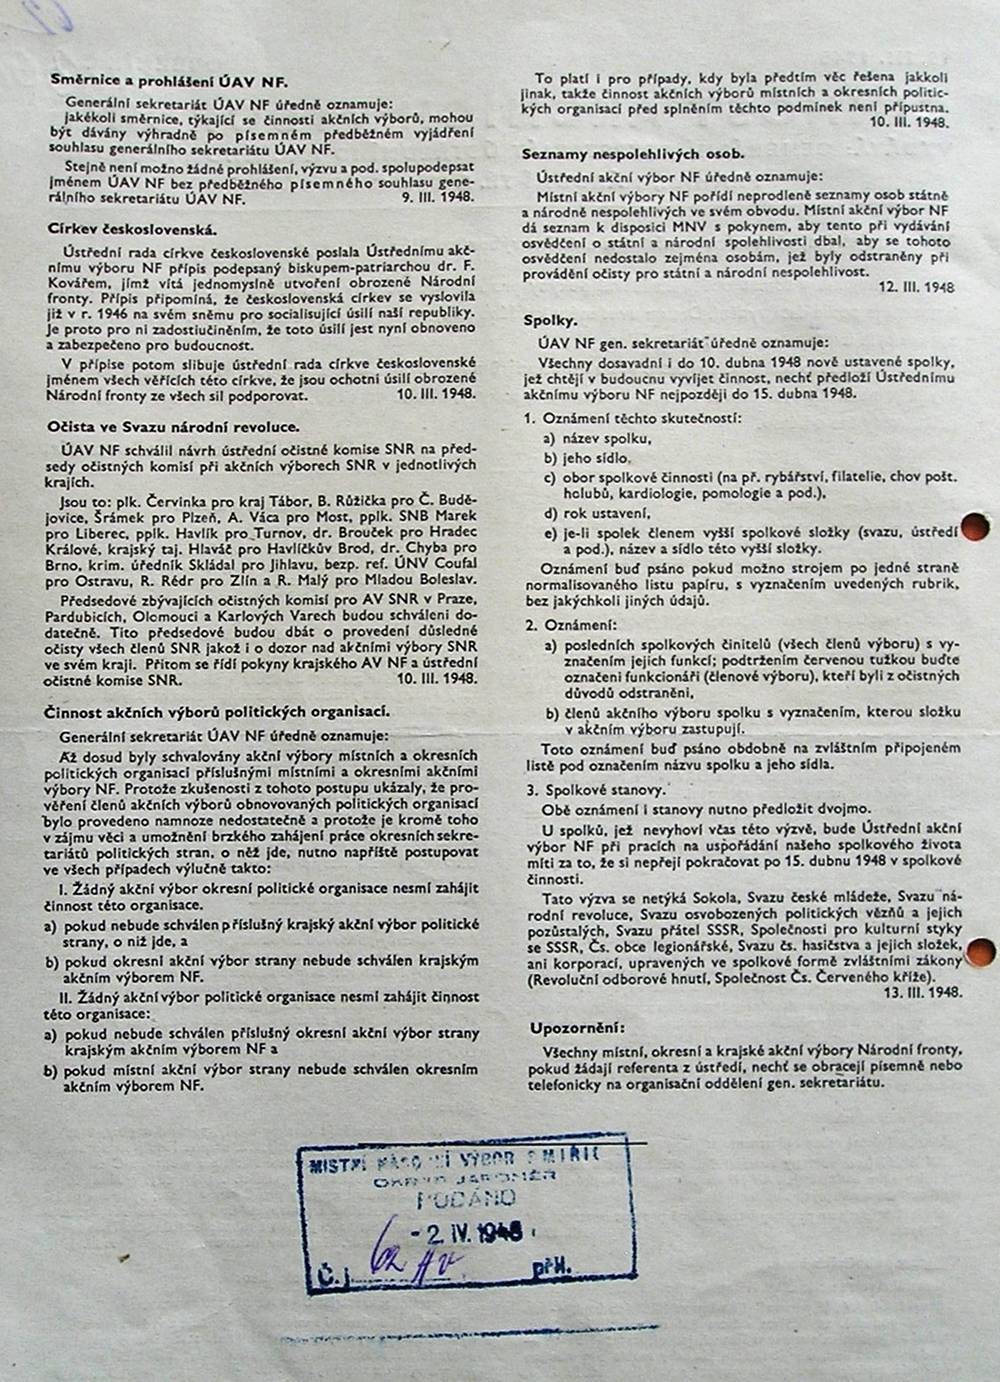 Směrnice a prohlášení ÚAV NF.
Generální sekretariát ÚAV NF úředně oznamuje:
Jakékoli směrnice, týkající se činnosti akčních výborů, mohou
být dávány výhradně po písemném předběžném vyjádření
souhlasu generálního sekretariátu ÚAV NF.
Stejně není možno žádné prohlášení, výzvu a pod. spolupodepsat
jménem ÚAV NF bez předběžného písemného souhlasu gene-
rálního sekretariátu ÚAV NF. 9. III. 1948.
Církev československá.
Ústřední rada církve československé poslala Ústřednímu akč-
nímu výboru NF přípis podepsaný biskupem-patriarchou dr. F.
Kovářem, jímž vítá jednomyslně utvoření obrozené Národní
fronty. Přípis připomíná, že československá církev se vyslovila
již v r. 1946 na svém sněmu pro socialisující úsilí naší republiky.
Je proto pro ni zadostiučiněním, že toto úsilí jest nyní obnoveno
a zabezpečeno pro budoucnost.
V přípise potom slibuje ústřední rada církve československé
jménem všech věřících této církve, že jsou ochotni úsilí obrozené
Národní fronty ze všech sil podporovat. 10. III. 1948.
Očista ve Svazu národní revoluce.
ÚAV NF schválil návrh ústřední očistné komise SNR na před-
sedy očistných komisí při akčních výborech SNR v jednotlivých
krajích.
Jsou to: plk. Červinka pro kraj Tábor, B. Růžička pro Č. Budě-
jovice, Šrámek pro Plzeň, A. Váca pro Most, pplk. SNB Marek
pro Liberec, pplk. Havlík pro Turnov, dr. Brouček pro Hradec
Králové, krajský taj. Hlaváč pro Havlíčkův Brod, dr. Chyba pro
Brno, krim. úředník Skládal pro Jihlavu, bezp. ref. ÚNV Coufal
pro Ostravu, R. Rédr pro Zlín a R. Malý pro Mladou Boleslav.
Předsedové zbývajících očistných komisí pro AV SNR v Praze,
Pardubicích, Olomouci a Karlových Varech budou schváleni do-
datečně. Tito předsedové budou dbát o provedení důsledné
očisty všech členů SNR jakož i o dozor nad akčními výbory SNR
ve svém kraji. Přitom se řídí pokyny krajského AV NF a ústřední
očistné komise SNR. 10. III. 1948.
Činnost akčních výborů politických organisací.
Generální sekretariát ÚAV NF úředně oznamuje:
Až dosud byly schvalovány akční výbory místních a okresních
politických organisací příslušnými místními a okresními akčními
výbory NF. Protože zkušenosti z tohoto postupu ukázaly, že pro-
věření členů akčních výborů obnovovaných politických organisací
bylo provedeno namnoze nedostatečně a protože je kromě toho
v zájmu věci a umožnění brzkého zahájení práce okresních sekre-
tariátů politických stran, o něž jde, nutno napříště postupovat
ve všech případech výlučně takto:
I. Žádný akční výbor okresní politické organisace nesmí zahájit
činnost této organisace.
a) pokud nebude schválen příslušný krajský akční výbor politické
strany, o niž jde, a
b) pokud okresní akční výbor strany nebude schválen krajským
akčním výborem NF.
II. Žádný akční výbor politické organisace nesmí zahájit činnost
této organisace:
a) pokud nebude schválen příslušný okresní akční výbor strany
krajským akčním výborem NF a
b) pokud místní akční výbor strany nebude schválen okresním
akčním výborem NF.
To platí i pro případy, kdy byla předtím věc řešena jakkoli
jinak, takže činnost akčních výborů místních a okresních politic-
kých organisací před splněním těchto podmínek není přípustna.
10. III. 1948.
Seznamy nespolehlivých osob.
Ústřední akční výbor NF úředně oznamuje:
Místní akční výbory NF pořídí neprodleně seznamy osob státně
a národně nespolehlivých ve svém obvodu. Místní akční výbor NF
dá seznam k disposici MNV s pokynem, aby tento při vydávání
osvědčení o státní a národní spolehlivosti dbal, aby se tohoto
osvědčení nedostalo zejména osobám, jež byly odstraněny při
provádění očisty pro státní a národní nespolehlivost.
12. III. 1948
Spolky.
ÚAV NF gen. sekretariát úředně oznamuje:
Všechny dosavadní i do 10. dubna 1948 nově ustavené spolky,
jež chtějí v budoucnu vyvíjet činnost, nechť předloží Ústřednímu
akčnímu výboru NF nejpozději do 15. dubna 1948.
1. Oznámení těchto skutečností:
a) název spolku,
b) jeho sídlo,
c) obor spolkové činnosti (na př. rybářství, filatelie, chov pošt.
holubů, kardiologie, pomologie a pod.),
d) rok ustavení,
e) je-li spolek členem vyšší spolkové složky (svazu, ústředí
a pod.), název a sídlo této vyšší složky.
Oznámení buď psáno pokud možno strojem po jedné straně
normalisovaného listu papíru, s vyznačením uvedených rubrik,
bez jakýchkoli jiných údajů.
2. Oznámení:
a) posledních spolkových činitelů (všech členů výboru) s vy-
značením jejich funkcí; podtržením červenou tužkou buďte
označeni funkcionáři (členové výboru), kteří byli z očistných
důvodů odstraněni,
b) členů akčního výboru spolku s vyznačením, kterou složku
v akčním výboru zastupují.
Toto oznámení buď psáno obdobně na zvláštním připojeném
listě pod označením názvu spolku a jeho sídla.
3. Spolkové stanovy.
Obě oznámení i stanovy nutno předložit dvojmo.
U spolků, jež nevyhoví včas této výzvě, bude Ústřední akční
výbor NF při pracích na uspořádání našeho spolkového života
míti za to, že si nepřejí pokračovat po 15. dubnu 1948 v spolkové
činnosti.
Tato výzva se netýká Sokola, Svazu české mládeže, Svazu ná-
rodní revoluce, Svazu osvobozených politických vězňů a jejich
pozůstalých, Svazu přátel SSSR, Společnosti pro kulturní styky
se SSSR, Čs. obce legionářské, Svazu čs. hasičstva a jejich složek,
ani korporací, upravených ve spolkové formě zvláštními zákony
(Revoluční odborové hnutí, Společnost Čs. Červeného kříže).
13. III. 1948.
Upozornění:
Všechny místní, okresní a krajské akční výbory Národní fronty,
pokud žádají referenta z ústředí, nechť se obracejí písemně nebo
telefonicky na organisační oddělení gen. sekretariátu.
MÍSTNÍ NÁRODNÍ VÝBOR SMIŘIC
OKRES JAROMĚŘ
PODÁNO
- 2. IV. 1948
Č. j. 62 AV příl.